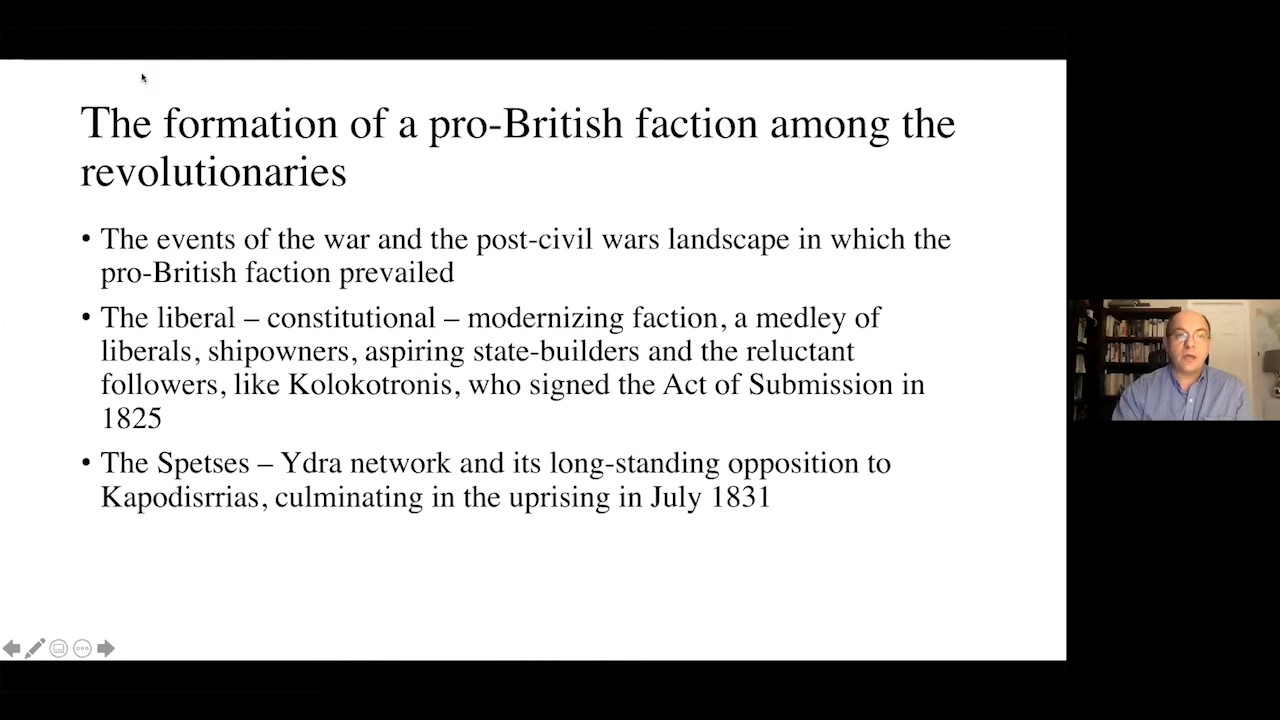 The formation of a pro-British faction among the
revolutionaries
• The events of the war and the post-civil wars landscape in which the
pro-British faction prevailed
• The liberal – constitutional – modernizing faction, a medley of
liberals, shipowners, aspiring state-builders and the reluctant
followers, like Kolokotronis, who signed the Act of Submission in
1825
• The Spetses – Ydra network and its long-standing opposition to
Kapodisrrias, culminating in the uprising in July 1831